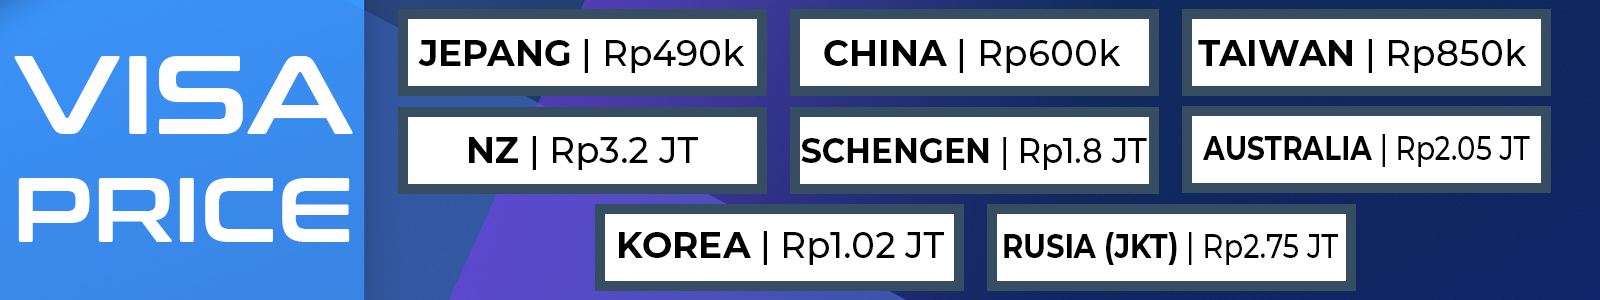 VISA
PRICE
JEPANG | Rp490k
CHINA | Rp600k
TAIWAN | Rp850k
NZ | Rp3.2 JT
SCHENGEN | Rp1.8 JT
AUSTRALIA | Rp2.05 JT
KOREA | Rp1.02 JT
RUSIA (JKT) | Rp2.75 JT